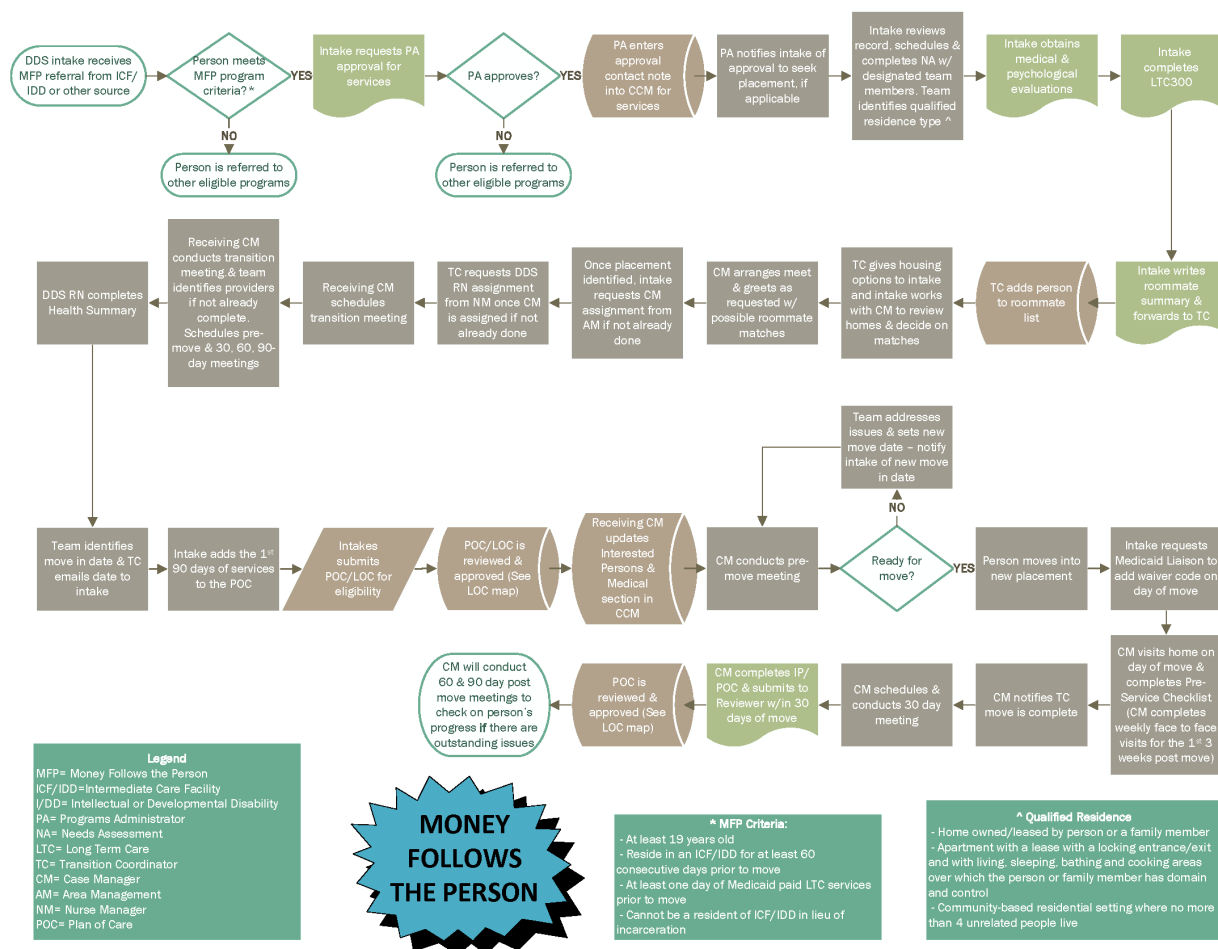 DDS intake receives
MFP referral from ICF/
IDD or other source
Person meets
MFP program
criteria? *
YES
NO
Person is referred to
other eligible programs
Intake requests PA
approval for
services
PA approves?
YES
NO
Person is referred to
other eligible programs
PA enters
approval
contact note
into CCM for
services
PA notifies intake of
approval to seek
placement, if
applicable
Intake reviews
record, schedules &
completes NA w/
designated team
members. Team
identifies qualified
residence type ^
Intake obtains
medical &
psychological
evaluations
Intake
completes
LTC300
Intake writes
roommate
summary &
forwards to TC
TC adds person
to roommate
list
TC gives housing
options to intake
and intake works
with CM to review
homes & decide on
matches
CM arranges meet
& greets as
requested w/
possible roommate
matches
Once placement
identified, intake
requests CM
assignment from
AM if not already
done
TC requests DDS
RN assignment
from NM once CM
is assigned if not
already done
Receiving CM
schedules
transition meeting
Receiving CM
conducts transition
meeting & team
identifies providers
if not already
complete.
Schedules pre-
move & 30, 60, 90-
day meetings
DDS RN completes
Health Summary
Team identifies
move in date & TC
emails date to
intake
Intake adds the 1st
90 days of services
to the POC
Intakes
submits
POC/LOC for
eligibility
POC/LOC is
reviewed &
approved (See
LOC map)
Receiving CM
updates
Interested
Persons &
Medical
section in
CCM
CM conducts pre-
move meeting
Team addresses
issues & sets new
move date – notify
intake of new move
in date
NO
Ready for
move?
YES
Person moves into
new placement
Intake requests
Medicaid Liaison to
add waiver code on
day of move
CM visits home on
day of move &
completes Pre-
Service Checklist
(CM completes
weekly face to face
visits for the 1st 3
weeks post move)
CM notifies TC
move is complete
CM schedules &
conducts 30 day
meeting
CM completes IP/
POC & submits to
Reviewer w/in 30
days of move
POC is
reviewed &
approved (See
LOC map)
CM will conduct
60 & 90 day post
move meetings to
check on person's
progress if there are
outstanding issues
Legend
MFP= Money Follows the Person
ICF/IDD=Intermediate Care Facility
I/DD= Intellectual or Developmental Disability
PA= Programs Administrator
NA= Needs Assessment
LTC= Long Term Care
TC= Transition Coordinator
CM= Case Manager
AM= Area Management
NM= Nurse Manager
POC= Plan of Care
MONEY
FOLLOWS
THE PERSON
* MFP Criteria:
- At least 19 years old
- Reside in an ICF/IDD for at least 60
consecutive days prior to move
- At least one day of Medicaid paid LTC services
prior to move
- Cannot be a resident of ICF/IDD in lieu of
incarceration
^ Qualified Residence
- Home owned/leased by person or a family member
- Apartment with a lease with a locking entrance/exit
and with living, sleeping, bathing and cooking areas
over which the person or family member has domain
and control
- Community-based residential setting where no more
than 4 unrelated people live